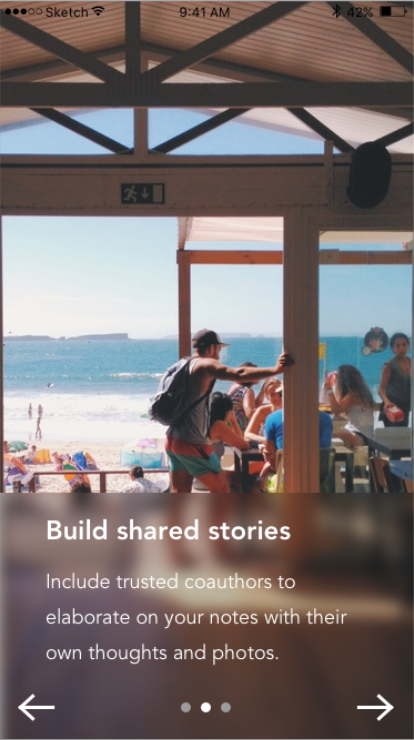 Sketch 9:41 AM 42%
Build shared stories
Include trusted coauthors to
elaborate on your notes with their
own thoughts and photos.